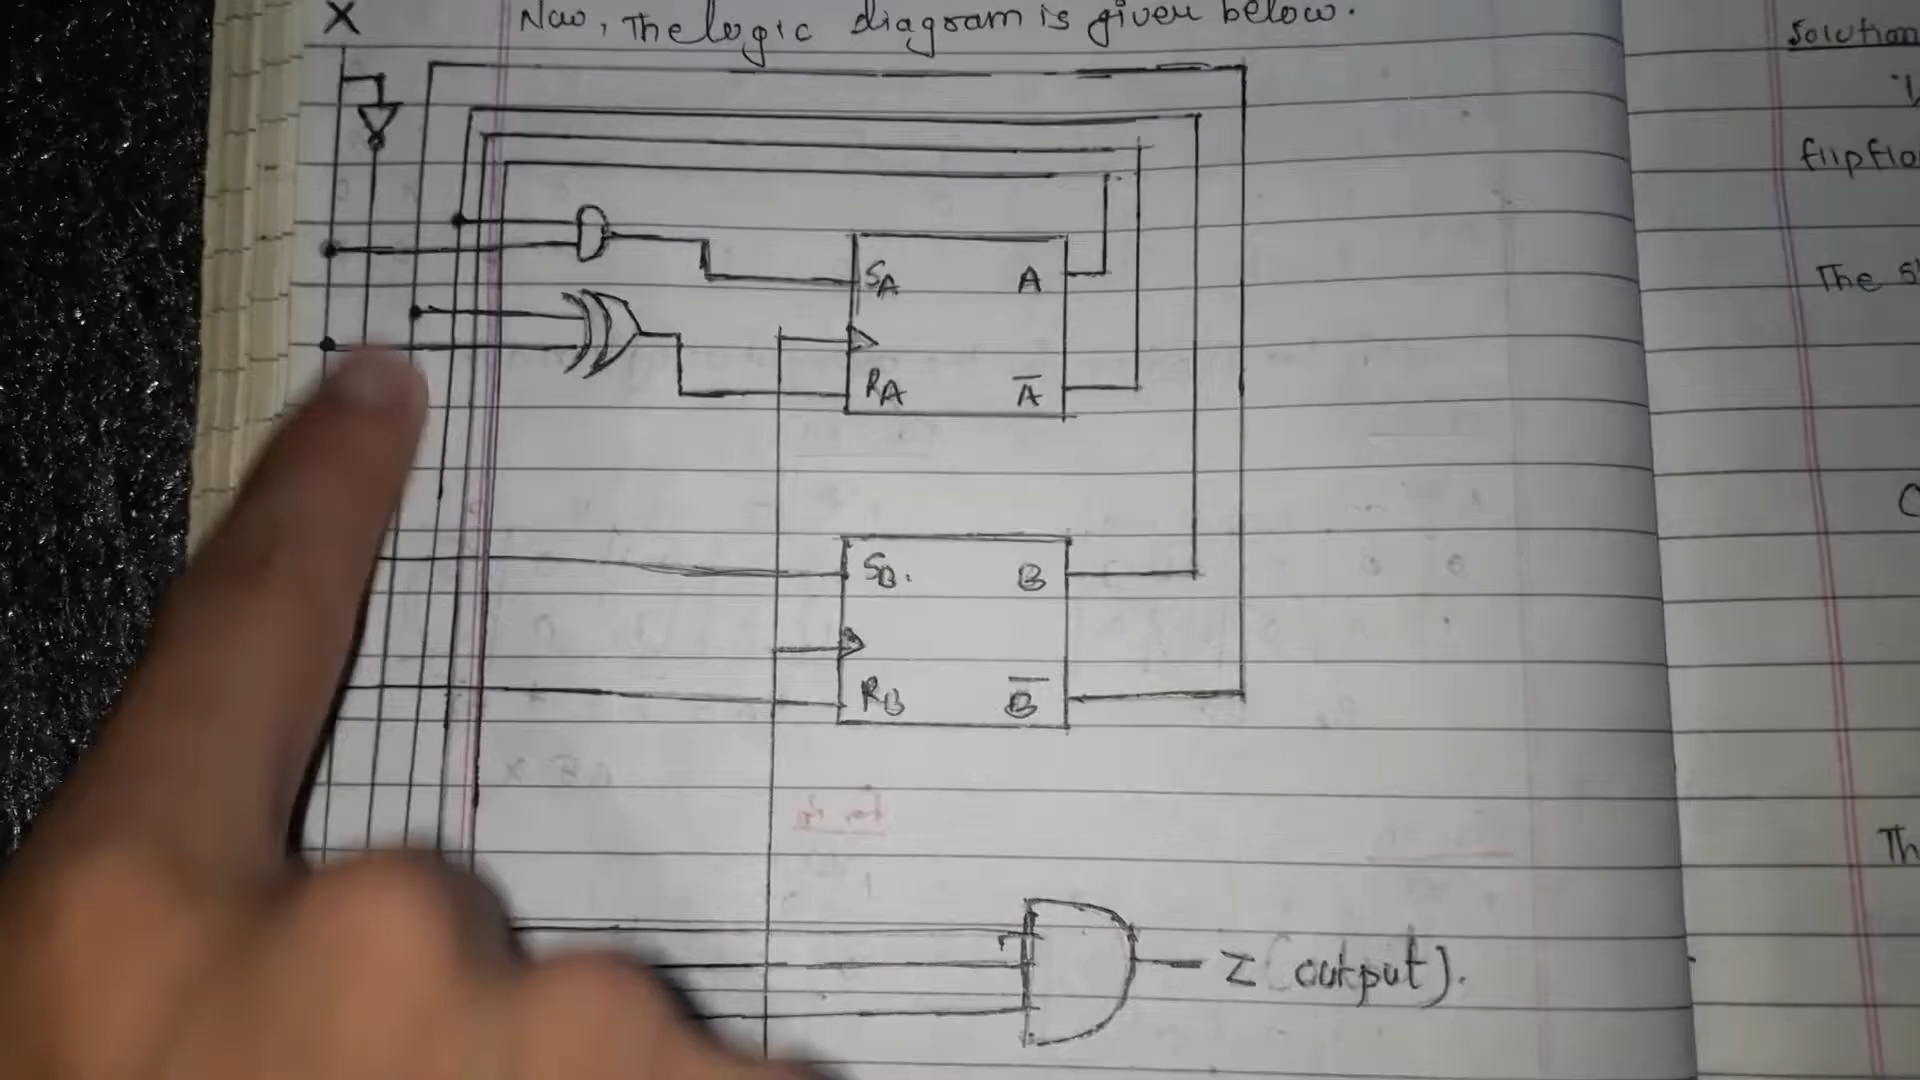 X
Now, The logic diagram is given below.
SA A
RA A̅
SB. B
RB B̅
Z (output).
Solution
flipflo
The
Th